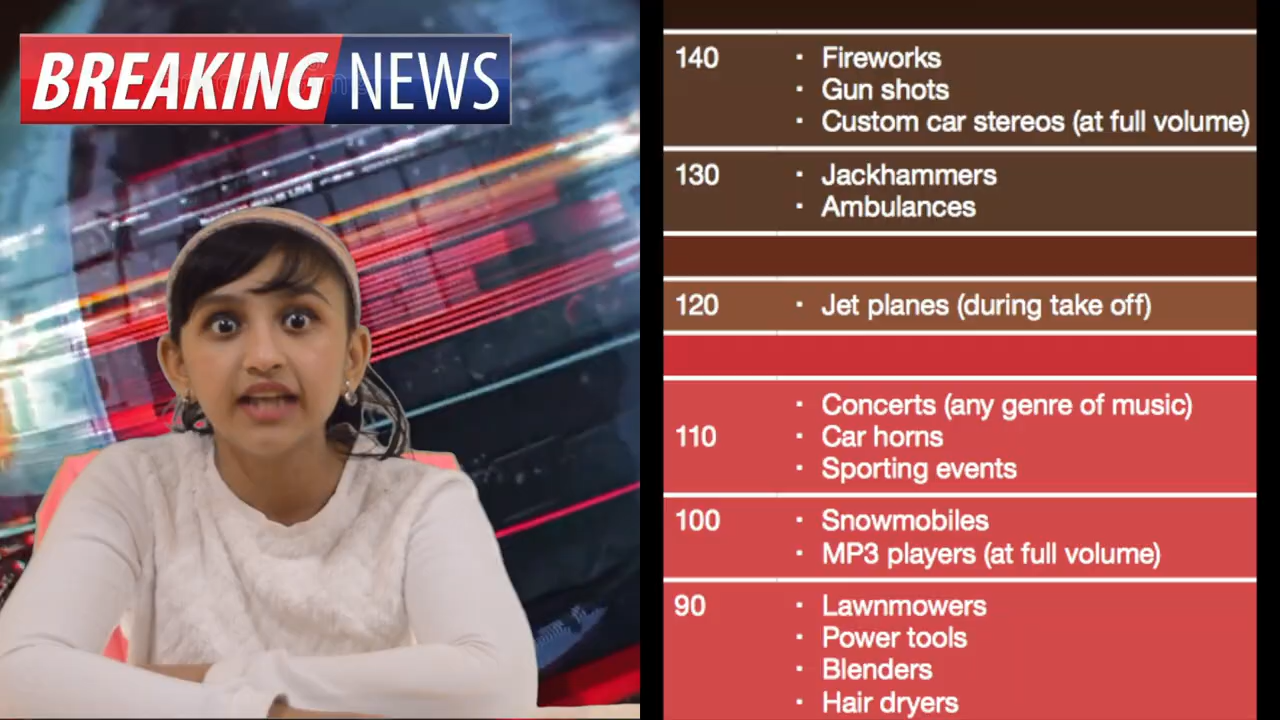 BREAKING NEWS
140
· Fireworks
· Gun shots
· Custom car stereos (at full volume)
130
· Jackhammers
· Ambulances
120
· Jet planes (during take off)
110
· Concerts (any genre of music)
· Car horns
· Sporting events
100
· Snowmobiles
· MP3 players (at full volume)
90
· Lawnmowers
· Power tools
· Blenders
· Hair dryers